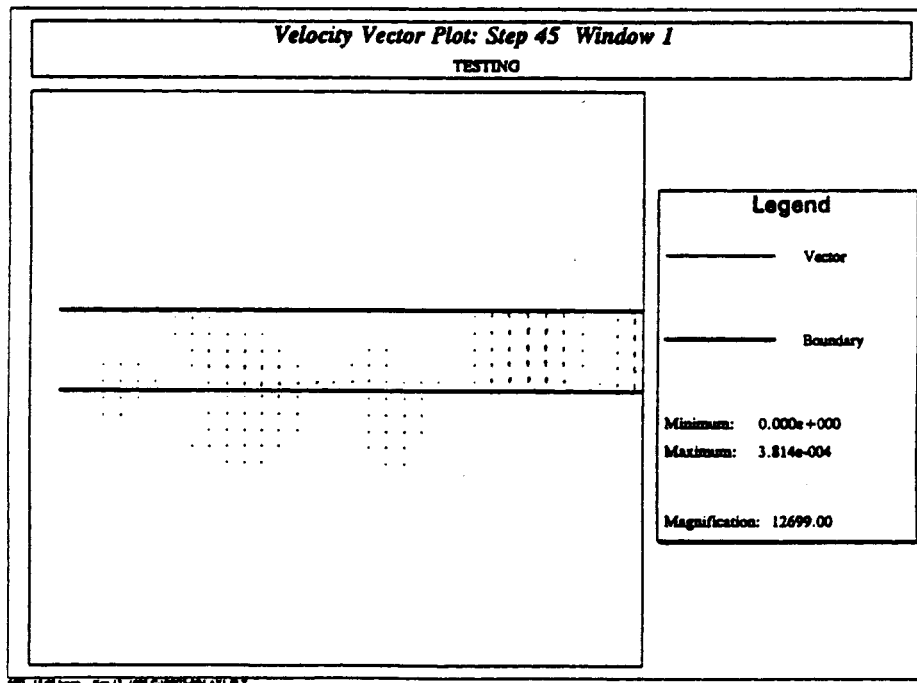 Velocity Vector Plot: Step 45 Window 1
TESTING
Legend
Vector
Boundary
Minimum: 0.000e+000
Maximum: 3.814e-004
Magnification: 12699.00